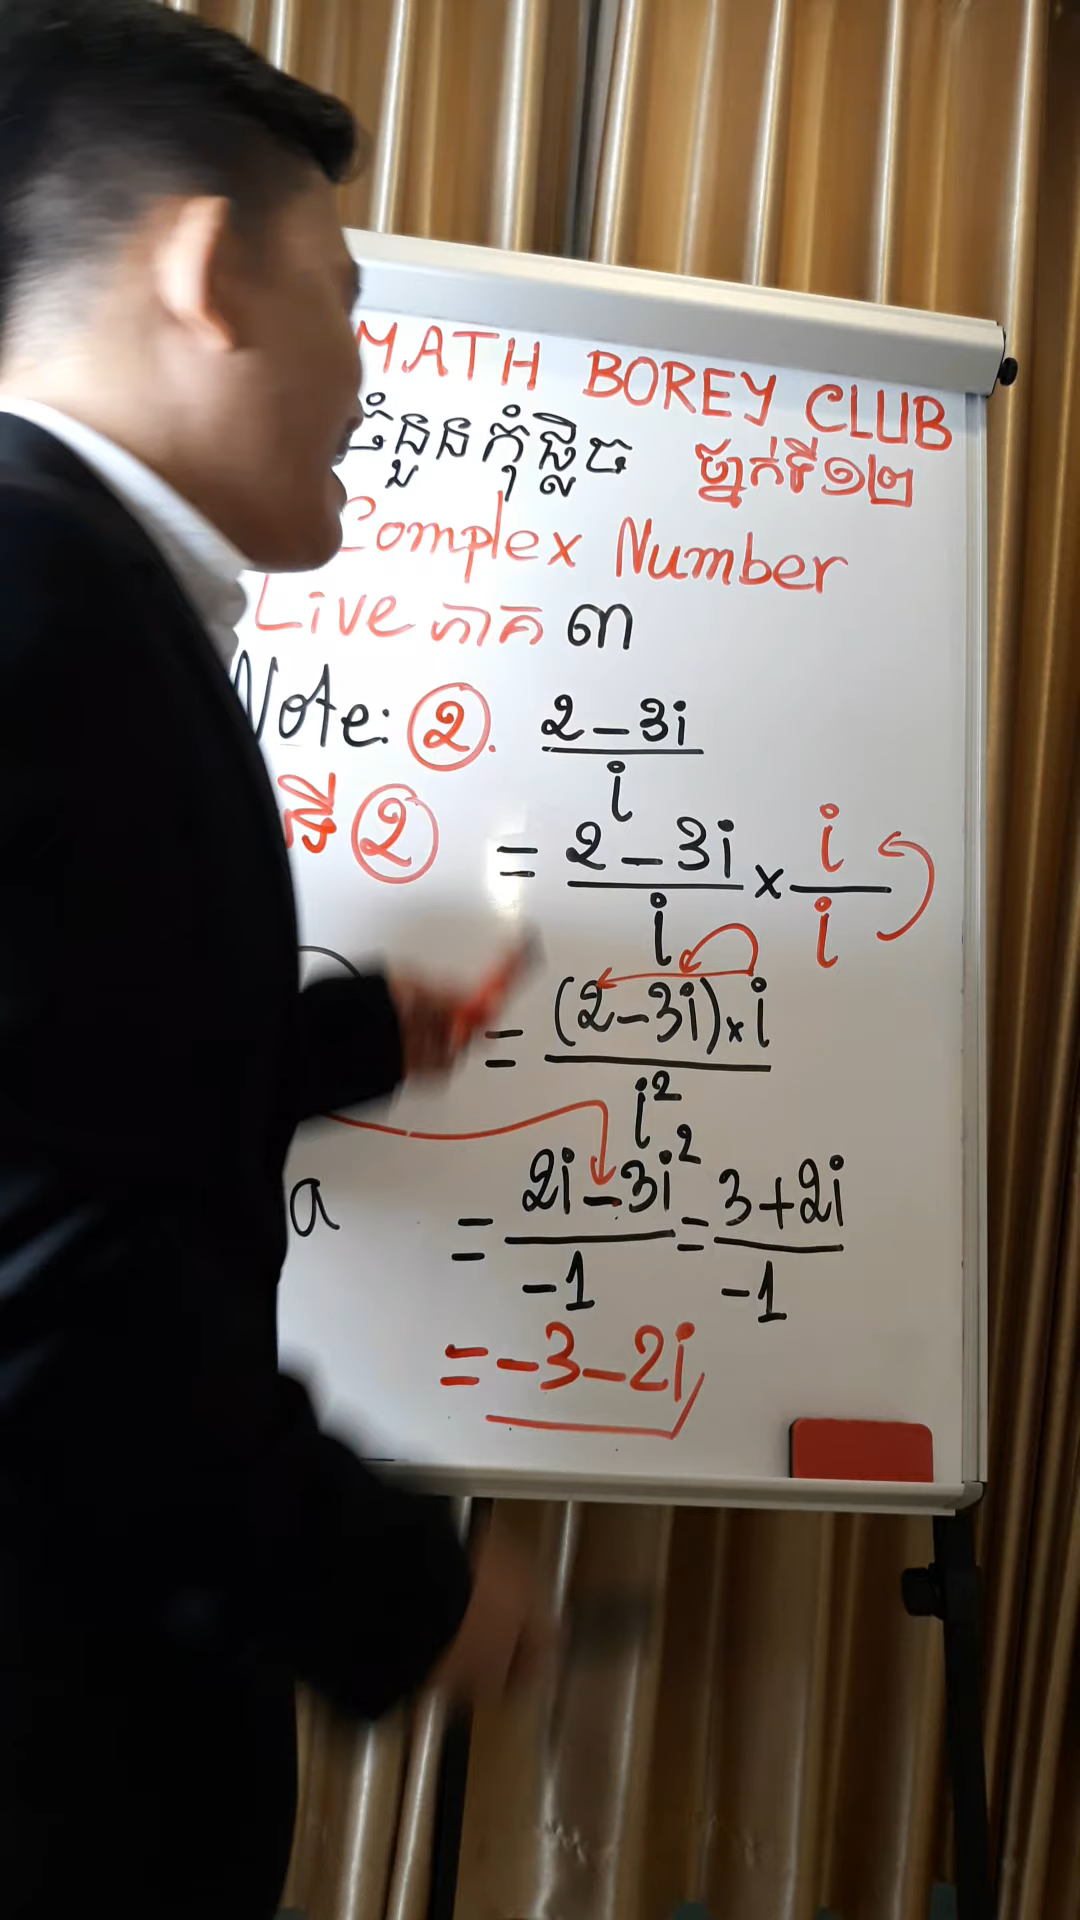 MATH BOREY CLUB
ចំនួនកុំផ្លិច ថ្នាក់ទី១២
Complex Number
Live ភាគ ៣
Note: 2. 2-3i / i
ទី 2 = 2-3i / i × i / i
= (2-3i)×i / i²
a = 2i-3i² / -1 = 3+2i / -1
= -3-2i